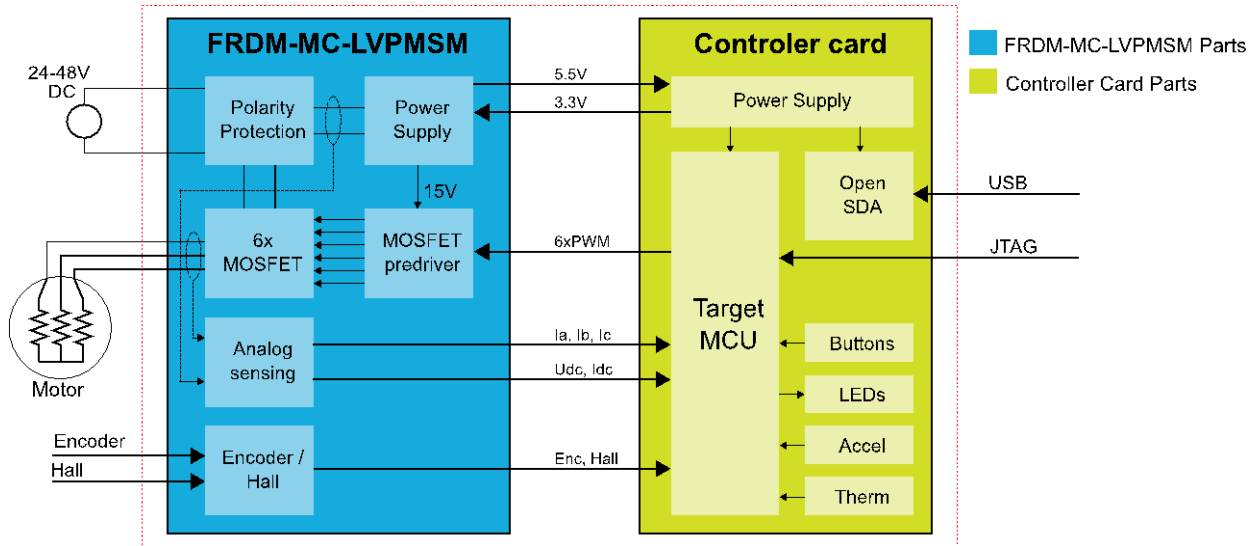 FRDM-MC-LVPMSM
Controler card
FRDM-MC-LVPMSM Parts
Controller Card Parts
24-48V
DC
Polarity
Protection
Power
Supply
5.5V
3.3V
Power Supply
15V
Open
SDA
USB
6x
MOSFET
MOSFET
predriver
6xPWM
JTAG
Target
MCU
Motor
Analog
sensing
Ia, Ib, Ic
Udc, Idc
Buttons
LEDs
Accel
Therm
Encoder
Hall
Encoder /
Hall
Enc, Hall